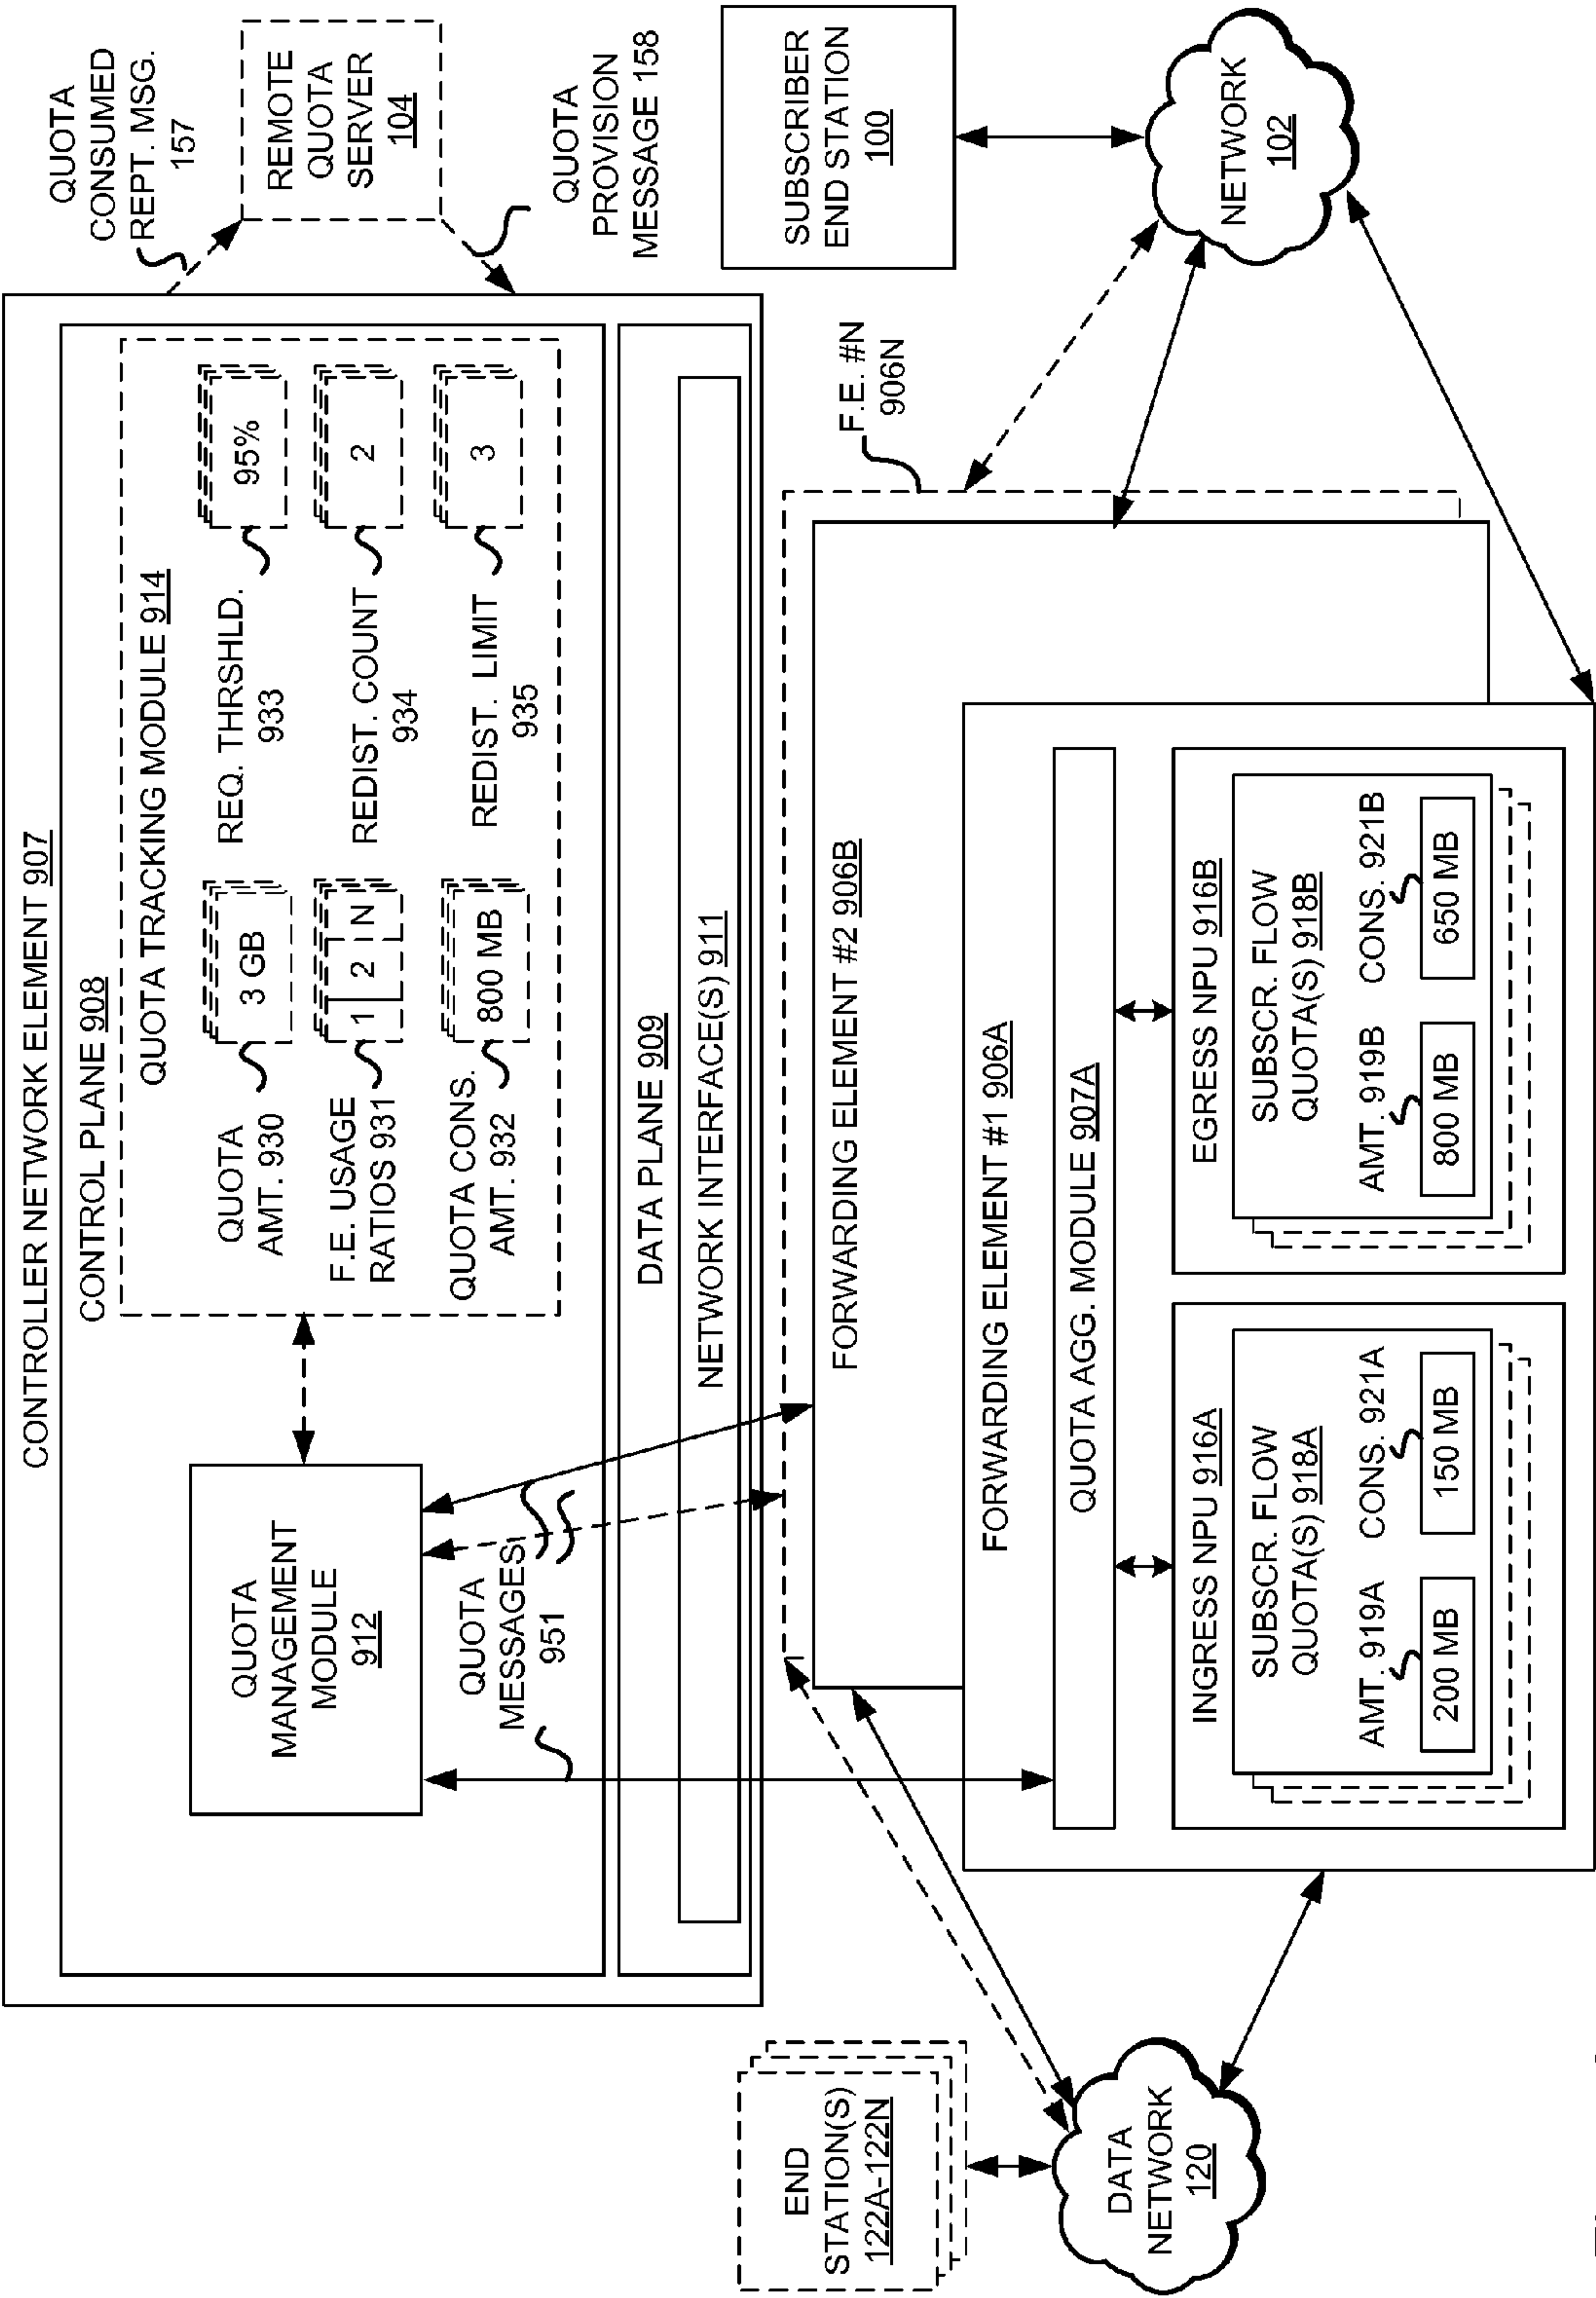 CONTROLLER NETWORK ELEMENT 907
CONTROL PLANE 908
QUOTA
MANAGEMENT
MODULE
912
QUOTA
MESSAGES
951
QUOTA TRACKING MODULE 914
QUOTA
AMT. 930
3 GB
F.E. USAGE
RATIOS 931
1 2 N
QUOTA CONS.
AMT. 932
800 MB
REQ. THRSHLD.
933
95%
REDIST. COUNT
934
2
REDIST. LIMIT
935
3
DATA PLANE 909
NETWORK INTERFACE(S) 911
QUOTA
CONSUMED
REPT. MSG.
157
REMOTE
QUOTA
SERVER
104
QUOTA
PROVISION
MESSAGE 158
SUBSCRIBER
END STATION
100
NETWORK
102
F.E. #N
906N
FORWARDING ELEMENT #2 906B
FORWARDING ELEMENT #1 906A
QUOTA AGG. MODULE 907A
INGRESS NPU 916A
SUBSCR. FLOW
QUOTA(S) 918A
AMT. 919A
CONS. 921A
200 MB
150 MB
EGRESS NPU 916B
SUBSCR. FLOW
QUOTA(S) 918B
AMT. 919B
CONS. 921B
800 MB
650 MB
END
STATION(S)
122A-122N
DATA
NETWORK
120